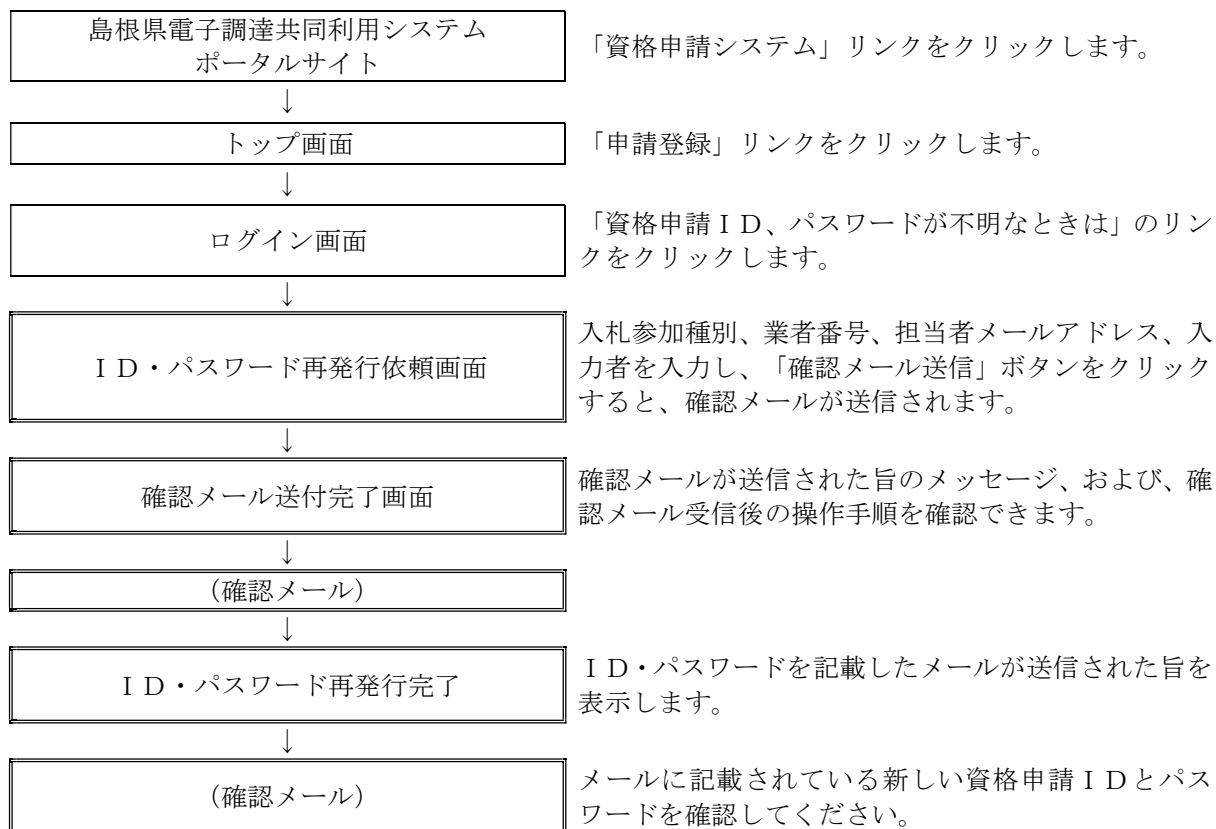 島根県電子調達共同利用システム
ポータルサイト
「資格申請システム」リンクをクリックします。
↓
トップ画面
「申請登録」リンクをクリックします。
↓
ログイン画面
「資格申請ＩＤ、パスワードが不明なときは」のリン
クをクリックします。
↓
ＩＤ・パスワード再発行依頼画面
入札参加種別、業者番号、担当者メールアドレス、入
力者を入力し、「確認メール送信」ボタンをクリック
すると、確認メールが送信されます。
↓
確認メール送付完了画面
確認メールが送信された旨のメッセージ、および、確
認メール受信後の操作手順を確認できます。
↓
（確認メール）
↓
ＩＤ・パスワード再発行完了
ＩＤ・パスワードを記載したメールが送信された旨を
表示します。
↓
（確認メール）
メールに記載されている新しい資格申請ＩＤとパス
ワードを確認してください。